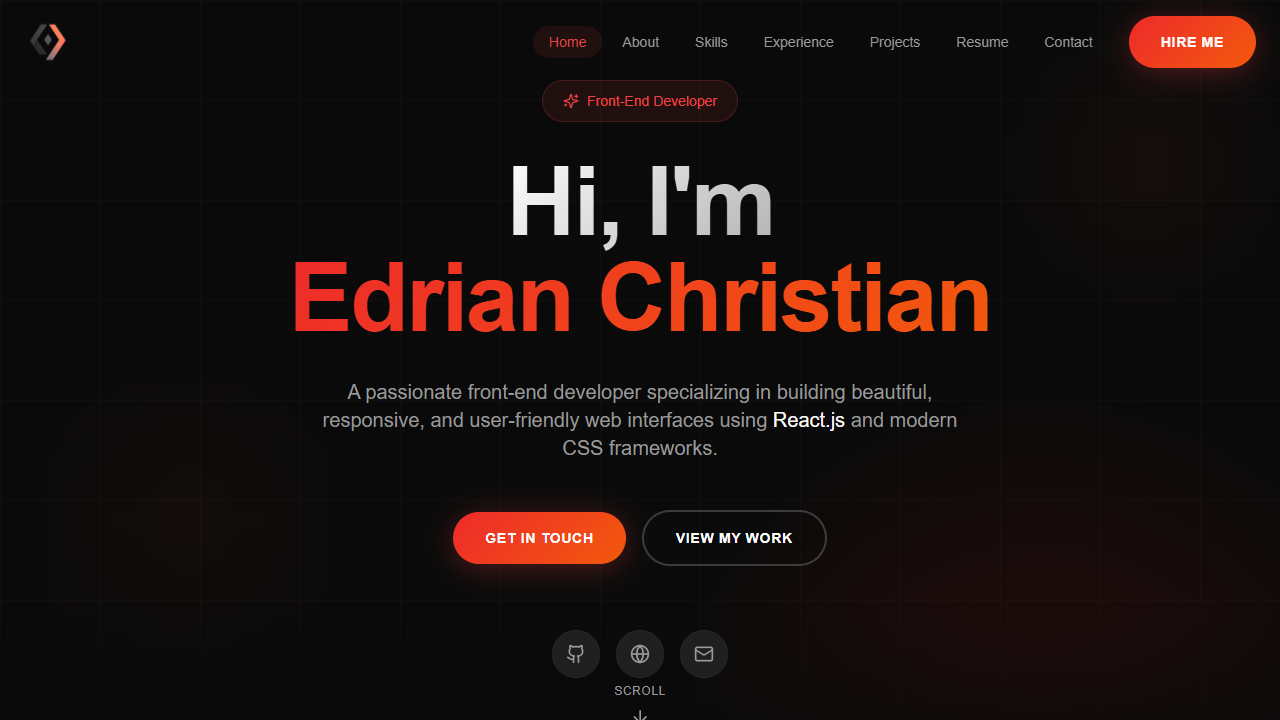 Home About Skills Experience Projects Resume Contact HIRE ME
Front-End Developer
Hi, I'm
Edrian Christian
A passionate front-end developer specializing in building beautiful,
responsive, and user-friendly web interfaces using React.js and modern
CSS frameworks.
GET IN TOUCH VIEW MY WORK
SCROLL